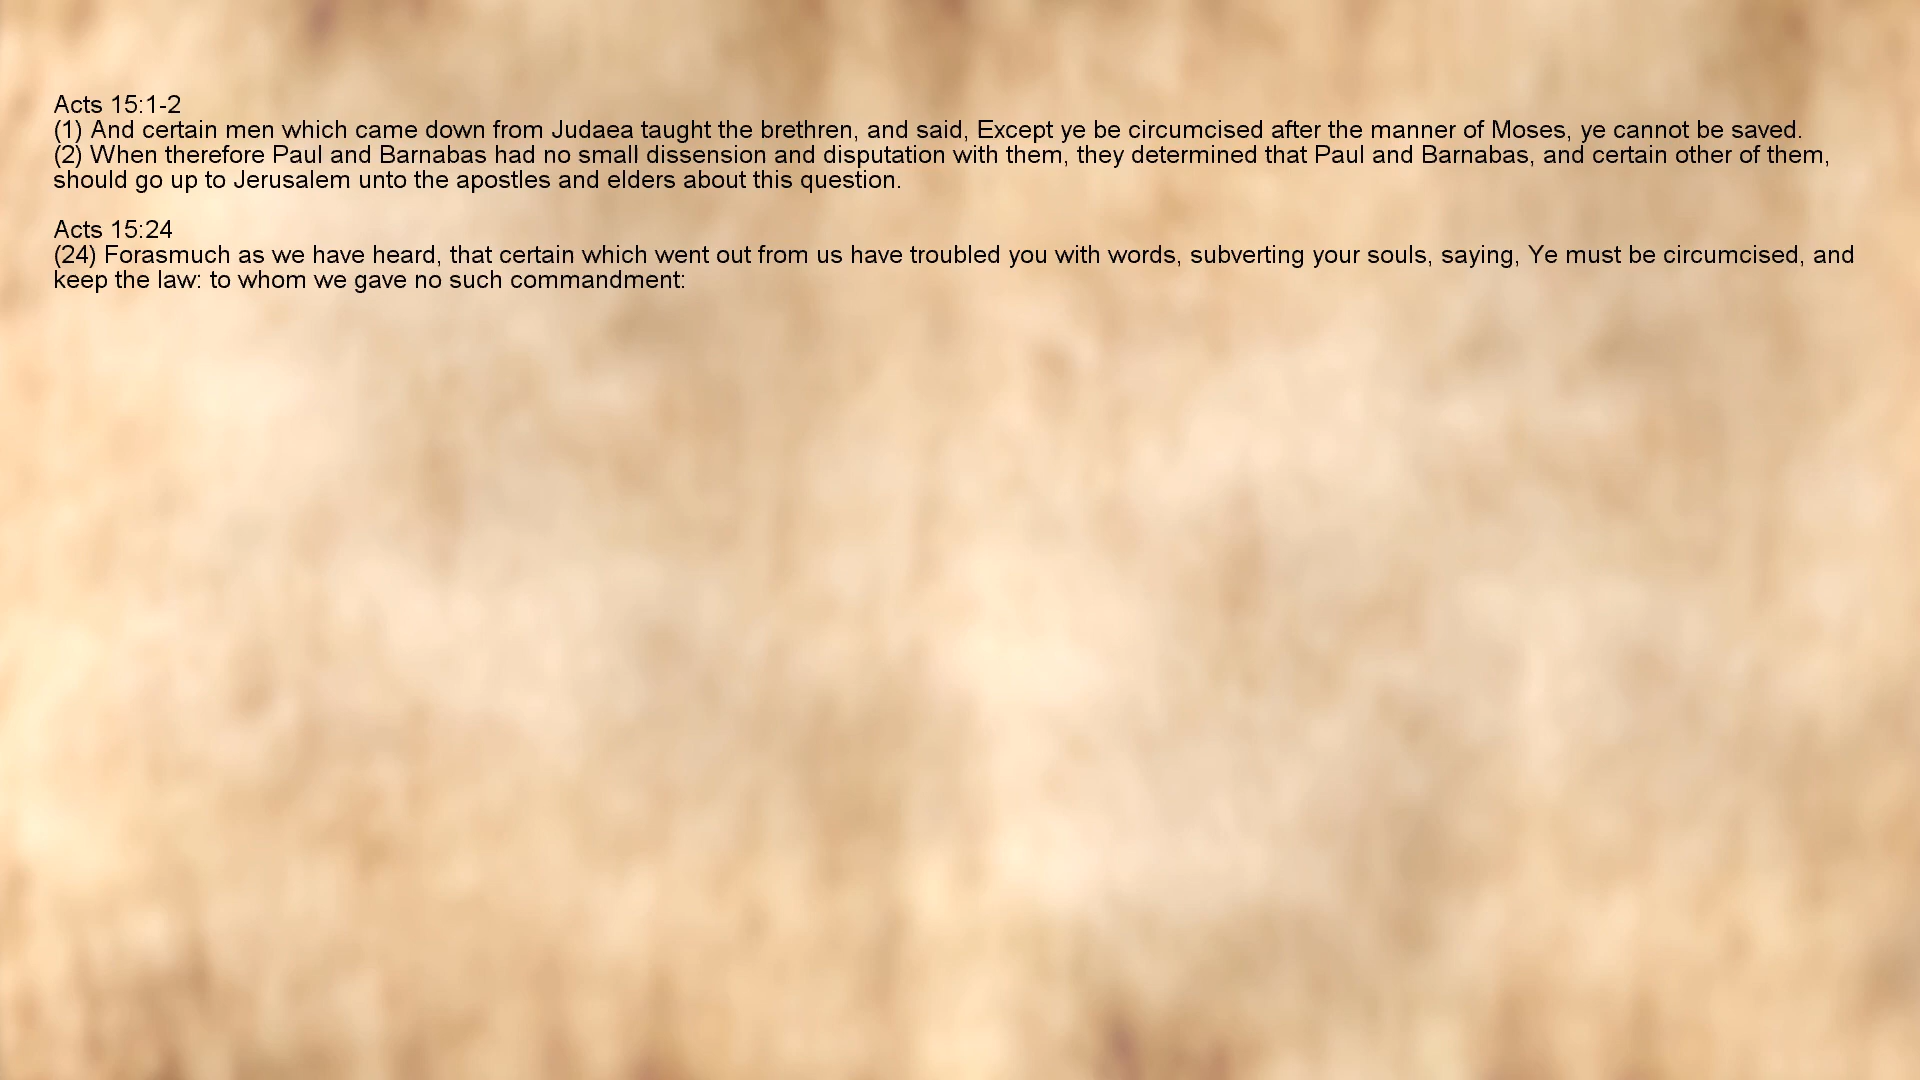 Acts 15:1-2
(1) And certain men which came down from Judaea taught the brethren, and said, Except ye be circumcised after the manner of Moses, ye cannot be saved.
(2) When therefore Paul and Barnabas had no small dissension and disputation with them, they determined that Paul and Barnabas, and certain other of them,
should go up to Jerusalem unto the apostles and elders about this question.
Acts 15:24
(24) Forasmuch as we have heard, that certain which went out from us have troubled you with words, subverting your souls, saying, Ye must be circumcised, and
keep the law: to whom we gave no such commandment: